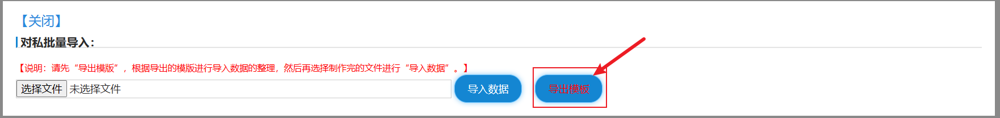 【关闭】
对私批量导入：
【说明：请先“导出模版”，根据导出的模版进行导入数据的整理，然后再选择制作完的文件进行“导入数据”。】
选择文件 未选择文件 导入数据 导出模板